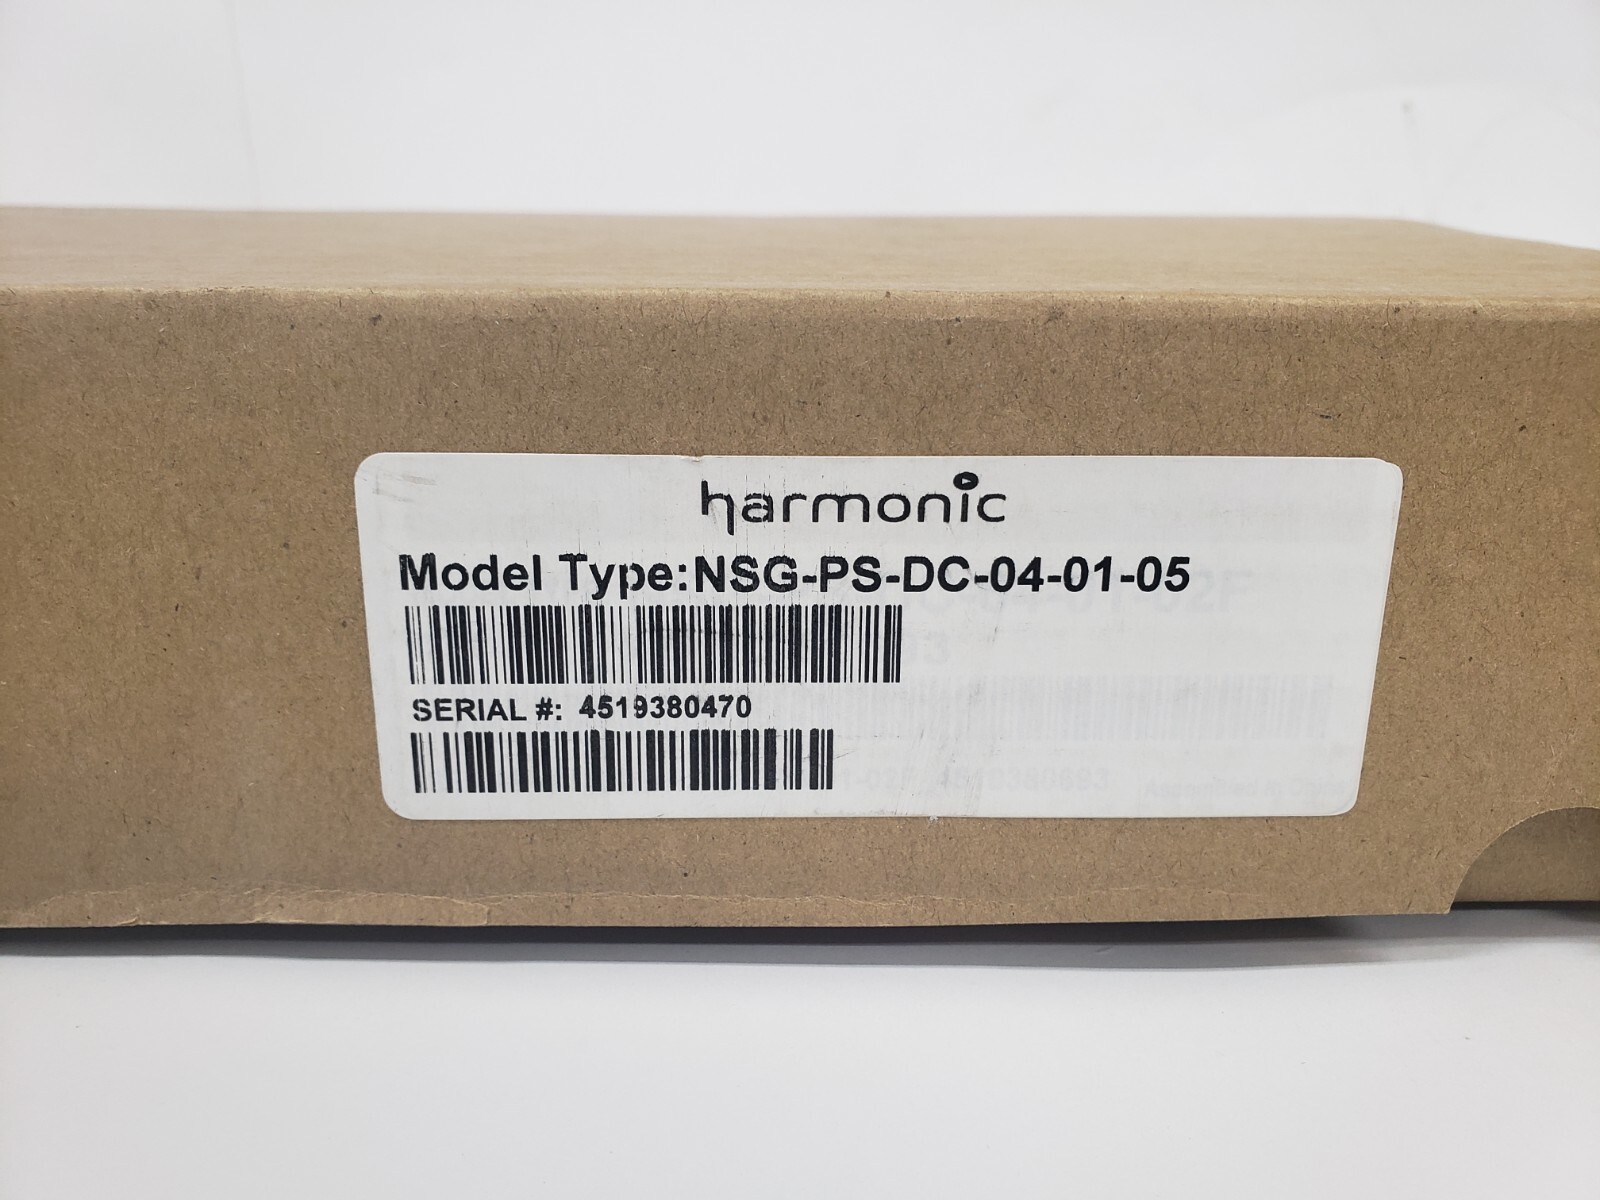 harmonic
Model Type:NSG-PS-DC-04-01-05
SERIAL #: 4519380470